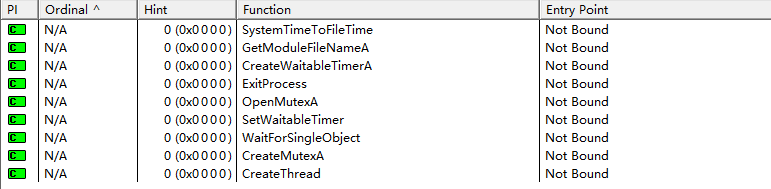 PI Ordinal ^ Hint Function Entry Point
C N/A 0 (0x0000) SystemTimeToFileTime Not Bound
C N/A 0 (0x0000) GetModuleFileNameA Not Bound
C N/A 0 (0x0000) CreateWaitableTimerA Not Bound
C N/A 0 (0x0000) ExitProcess Not Bound
C N/A 0 (0x0000) OpenMutexA Not Bound
C N/A 0 (0x0000) SetWaitableTimer Not Bound
C N/A 0 (0x0000) WaitForSingleObject Not Bound
C N/A 0 (0x0000) CreateMutexA Not Bound
C N/A 0 (0x0000) CreateThread Not Bound